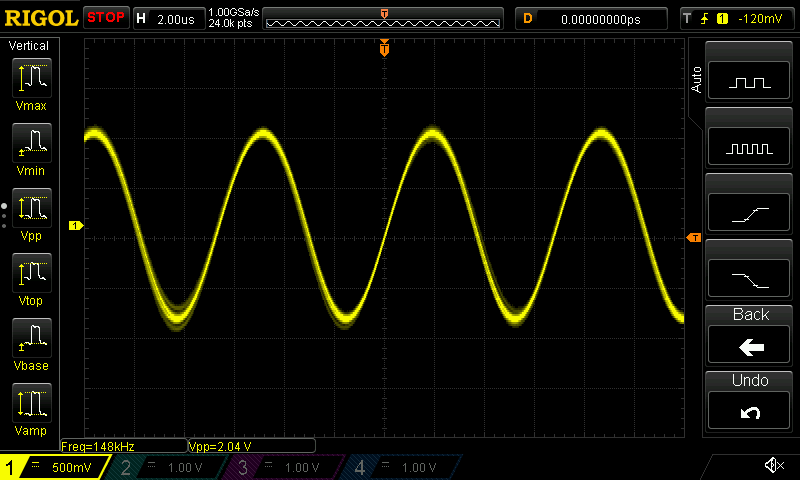 RIGOL STOP H 2.00us 1.00GSa/s 24.0k pts T D 0.00000000ps T 1 -120mV
Vertical
T
Auto
Vmax
Vmin
Vpp
1
T
Vtop
Vbase
Vamp
Back
Undo
Freq=148kHz Vpp=2.04 V
1 500mV 2 1.00 V 3 1.00 V 4 1.00 V